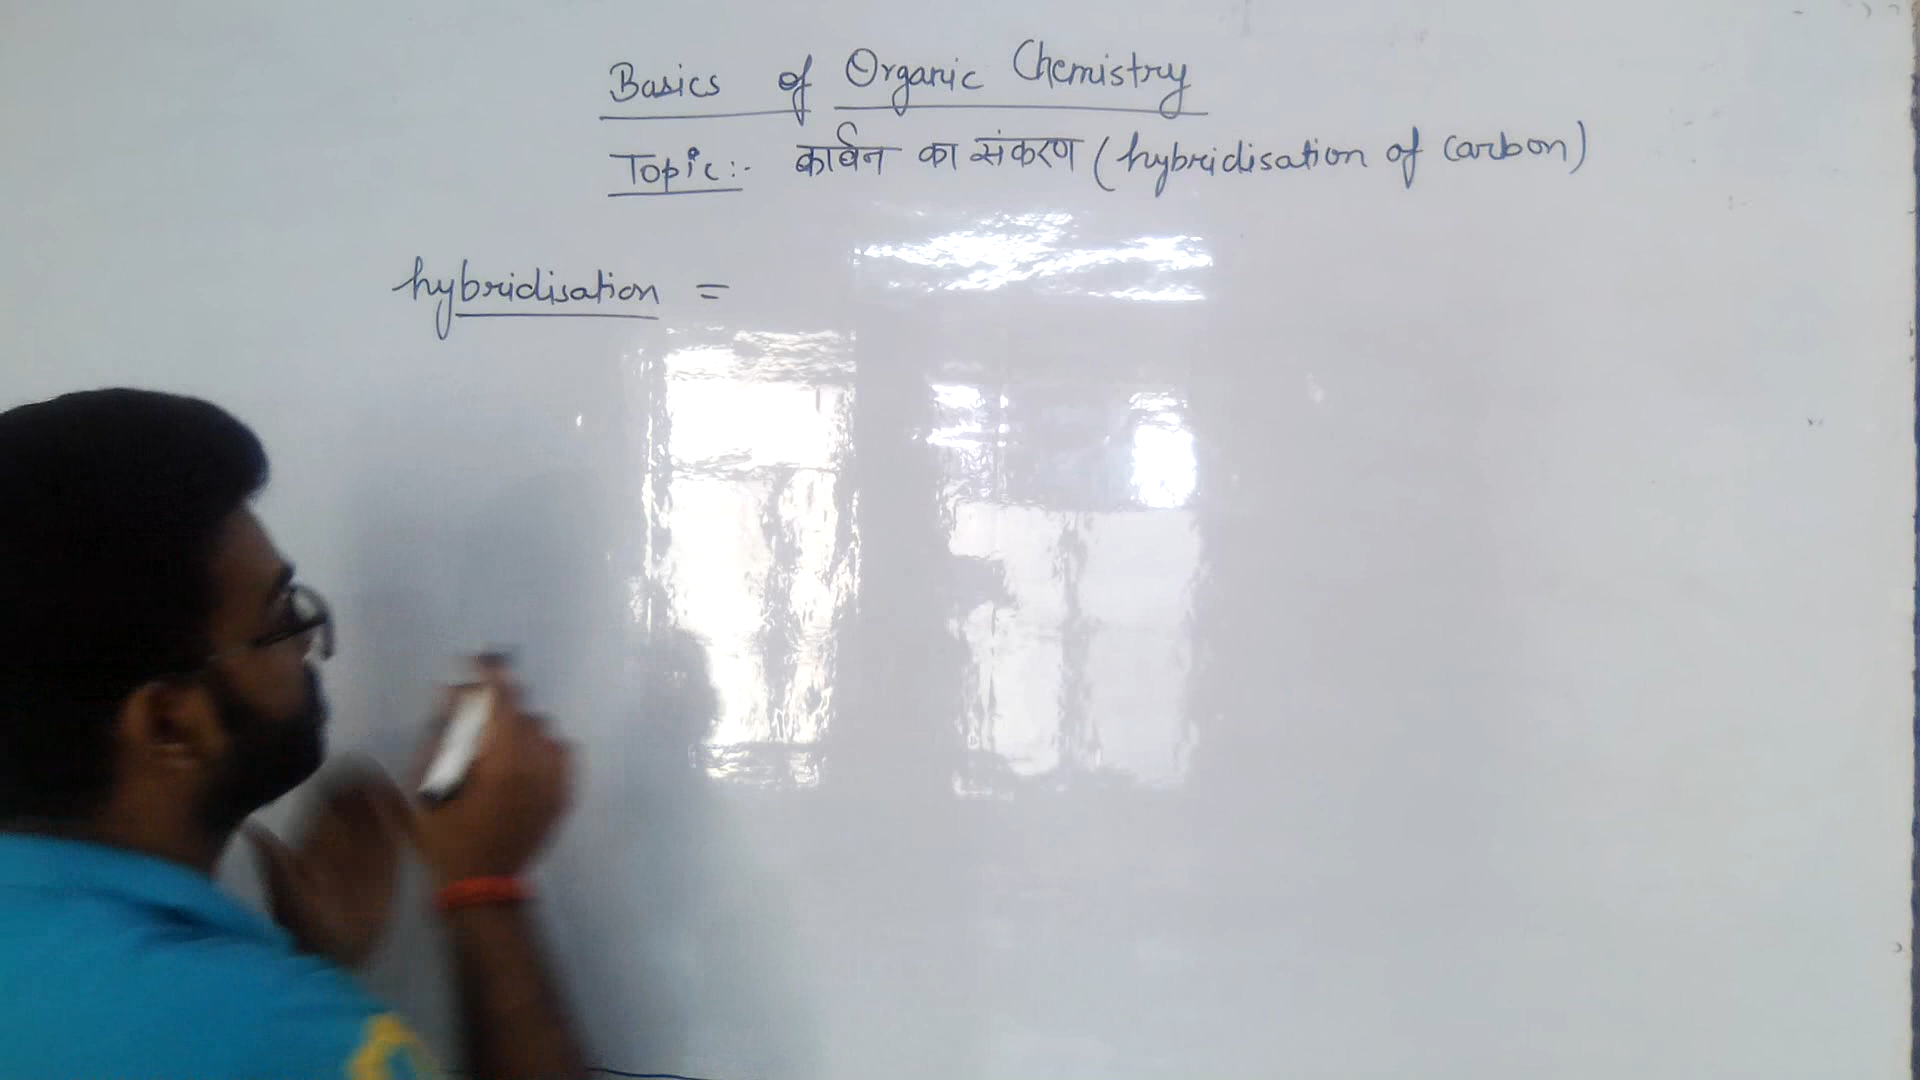 Basics of Organic Chemistry
Topic:- कार्बन का संकरण (hybridisation of carbon)
hybridisation =